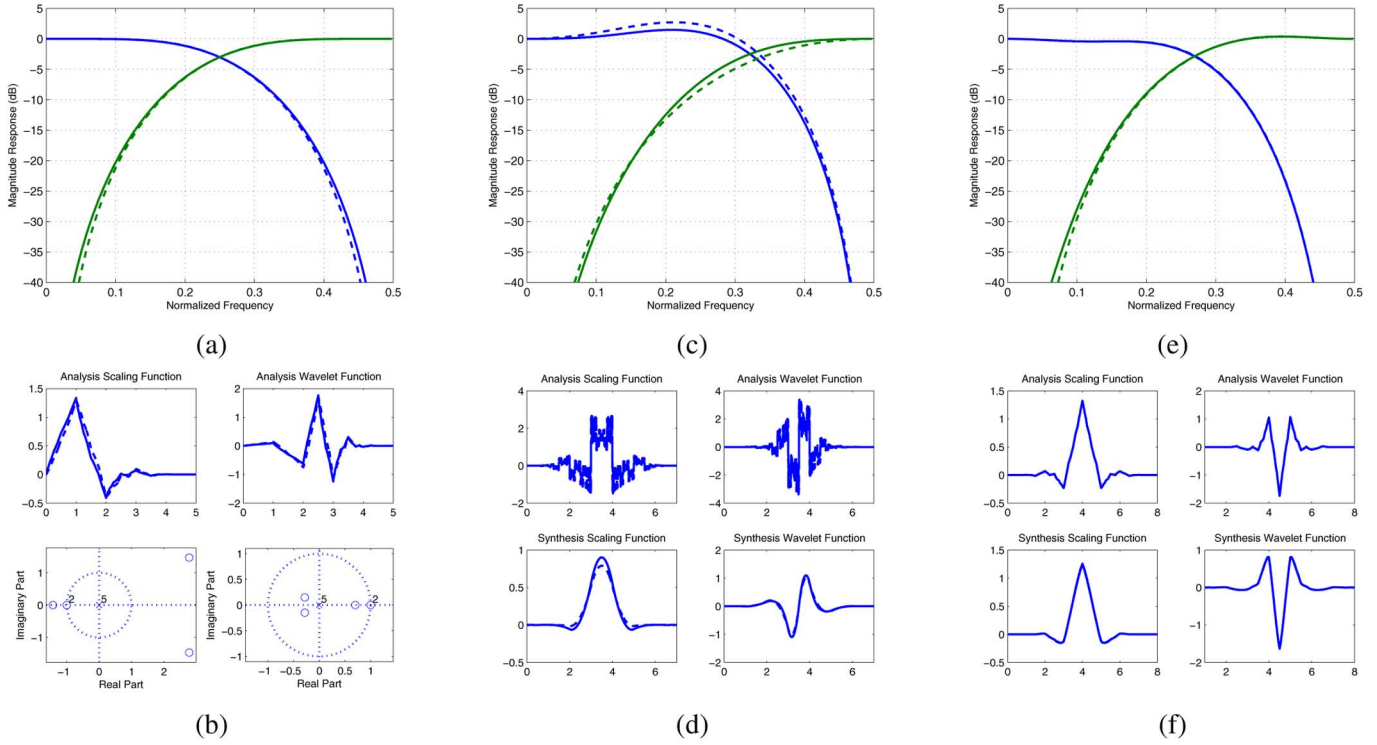 5
0
−5
−10
−15
−20
−25
−30
−35
−40
Magnitude Response (dB)
0 0.1 0.2 0.3 0.4 0.5
Normalized Frequency
(a)
5
0
−5
−10
−15
−20
−25
−30
−35
−40
Magnitude Response (dB)
0 0.1 0.2 0.3 0.4 0.5
Normalized Frequency
(c)
5
0
−5
−10
−15
−20
−25
−30
−35
−40
Magnitude Response (dB)
0 0.1 0.2 0.3 0.4 0.5
Normalized Frequency
(e)
Analysis Scaling Function
1.5
1
0.5
0
−0.5
0 1 2 3 4 5
Analysis Wavelet Function
2
1
0
−1
−2
0 1 2 3 4 5
Imaginary Part
1
0
−1
2 5
−1 0 1 2
Real Part
Imaginary Part
1
0.5
0
−0.5
−1
5 2
−1 −0.5 0 0.5 1
Real Part
(b)
Analysis Scaling Function
4
2
0
−2
0 2 4 6
Analysis Wavelet Function
4
2
0
−2
−4
0 2 4 6
Synthesis Scaling Function
1
0.5
0
−0.5
0 2 4 6
Synthesis Wavelet Function
2
1
0
−1
−2
0 2 4 6
(d)
Analysis Scaling Function
1.5
1
0.5
0
−0.5
0 2 4 6 8
Analysis Wavelet Function
2
1
0
−1
−2
0 2 4 6 8
Synthesis Scaling Function
1.5
1
0.5
0
−0.5
0 2 4 6 8
Synthesis Wavelet Function
1
0
−1
−2
0 2 4 6 8
(f)